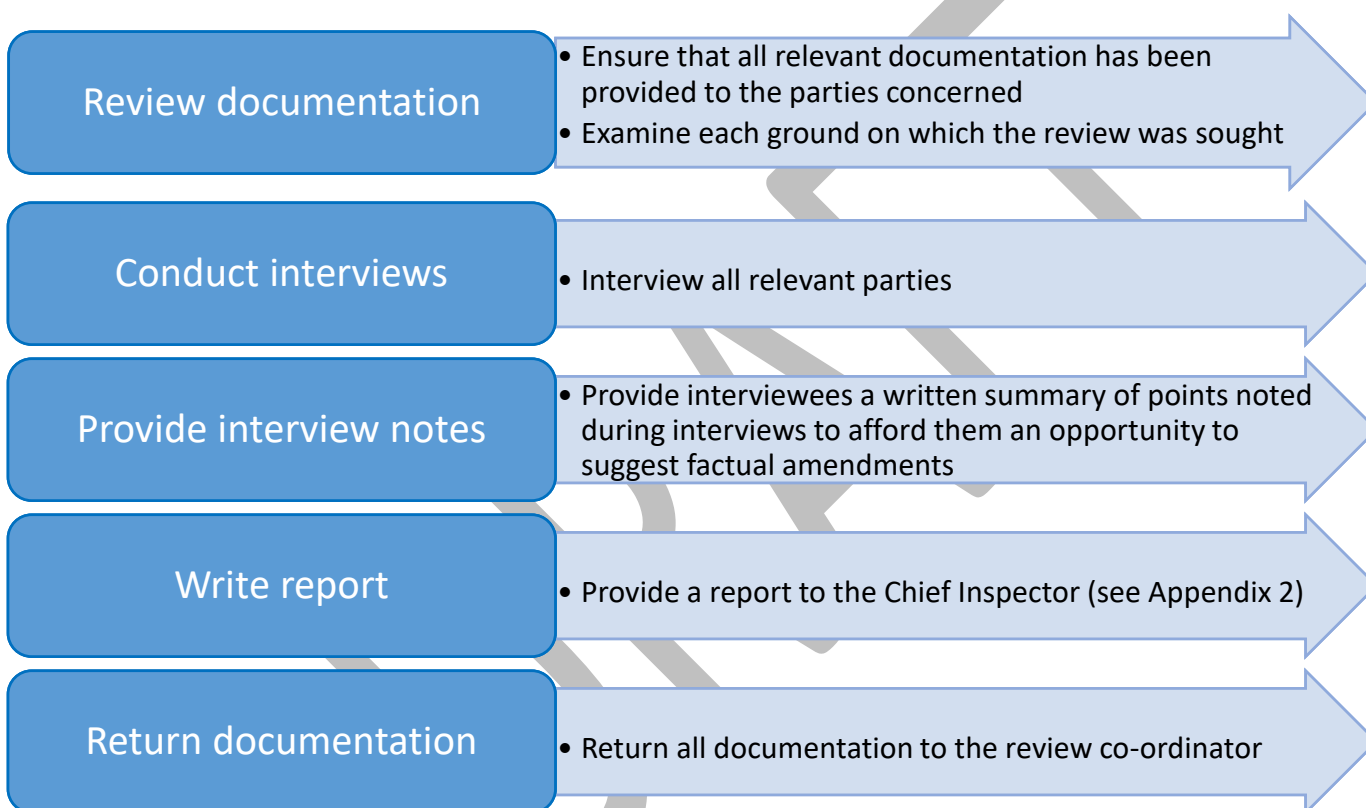 Review documentation
• Ensure that all relevant documentation has been
provided to the parties concerned
• Examine each ground on which the review was sought
Conduct interviews
• Interview all relevant parties
Provide interview notes
• Provide interviewees a written summary of points noted
during interviews to afford them an opportunity to
suggest factual amendments
Write report
• Provide a report to the Chief Inspector (see Appendix 2)
Return documentation
• Return all documentation to the review co-ordinator